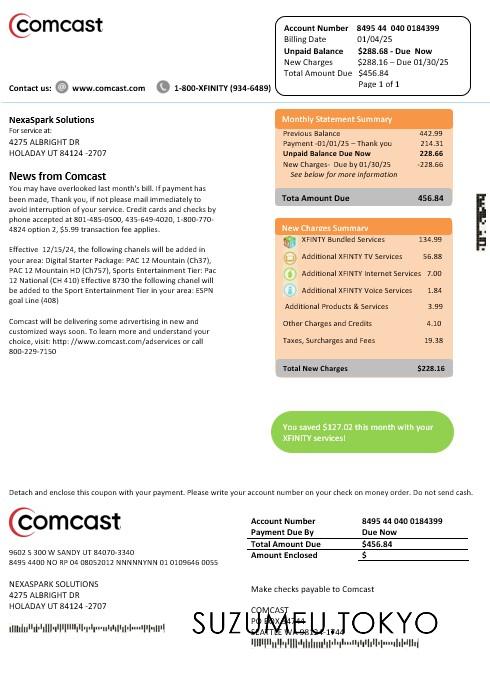 comcast
Account Number 8495 44 040 0184399
Billing Date 01/04/25
Unpaid Balance $288.68 - Due Now
New Charges $288.16 – Due 01/30/25
Total Amount Due $456.84
Page 1 of 1
Contact us: www.comcast.com 1-800-XFINITY (934-6489)
NexaSpark Solutions
For service at:
4275 ALBRIGHT DR
HOLADAY UT 84124 -2707
News from Comcast
You may have overlooked last month's bill. If payment has
been made, Thank you, if not please mail immediately to
avoid interruption of your service. Credit cards and checks by
phone accepted at 801-485-0500, 435-649-4020, 1-800-770-
4824 option 2, $5.99 transaction fee applies.
Effective 12/15/24, the following channels will be added in
your area: Digital Starter Package: PAC 12 Mountain (Ch37),
PAC 12 Mountain HD (Ch757), Sports Entertainment Tier: Pac
12 National (CH 410) Effective 8730 the following chanel will
be added to the Sport Entertainment Tier in your area: ESPN
goal Line (408)
Comcast will be delivering some advertising in new and
customized ways soon. To learn more and understand your
choice, visit: http: //www.comcast.com/adservices or call
800-229-7150
Monthly Statement Summary
Previous Balance 442.99
Payment -01/01/25 – Thank you 214.31
Unpaid Balance Due Now 228.66
New Charges- Due by 01/30/25 -228.66
See below for more information
Tota Amount Due 456.84
New Charges Summary
XFINITY Bundled Services 134.99
Additional XFINITY TV Services 56.88
Additional XFINITY Internet Services 7.00
Additional XFINITY Voice Services 1.84
Additional Products & Services 3.99
Other Charges and Credits 4.10
Taxes, Surcharges and Fees 19.38
Total New Charges $228.16
You saved $127.02 this month with your
XFINITY services!
Detach and enclose this coupon with your payment. Please write your account number on your check on money order. Do not send cash.
comcast
9602 S 300 W SANDY UT 84070-3340
8495 4400 NO RP 04 08052012 NNNNNYNN 01 0109646 0055
NEXASPARK SOLUTIONS
4275 ALBRIGHT DR
HOLADAY UT 84124 -2707
Account Number 8495 44 040 0184399
Payment Due By Due Now
Total Amount Due $456.84
Amount Enclosed $
Make checks payable to Comcast
COMCAST
PO BOX 34744
SEATTLE WA 98124-1744
SUZUMEU.TOKYO